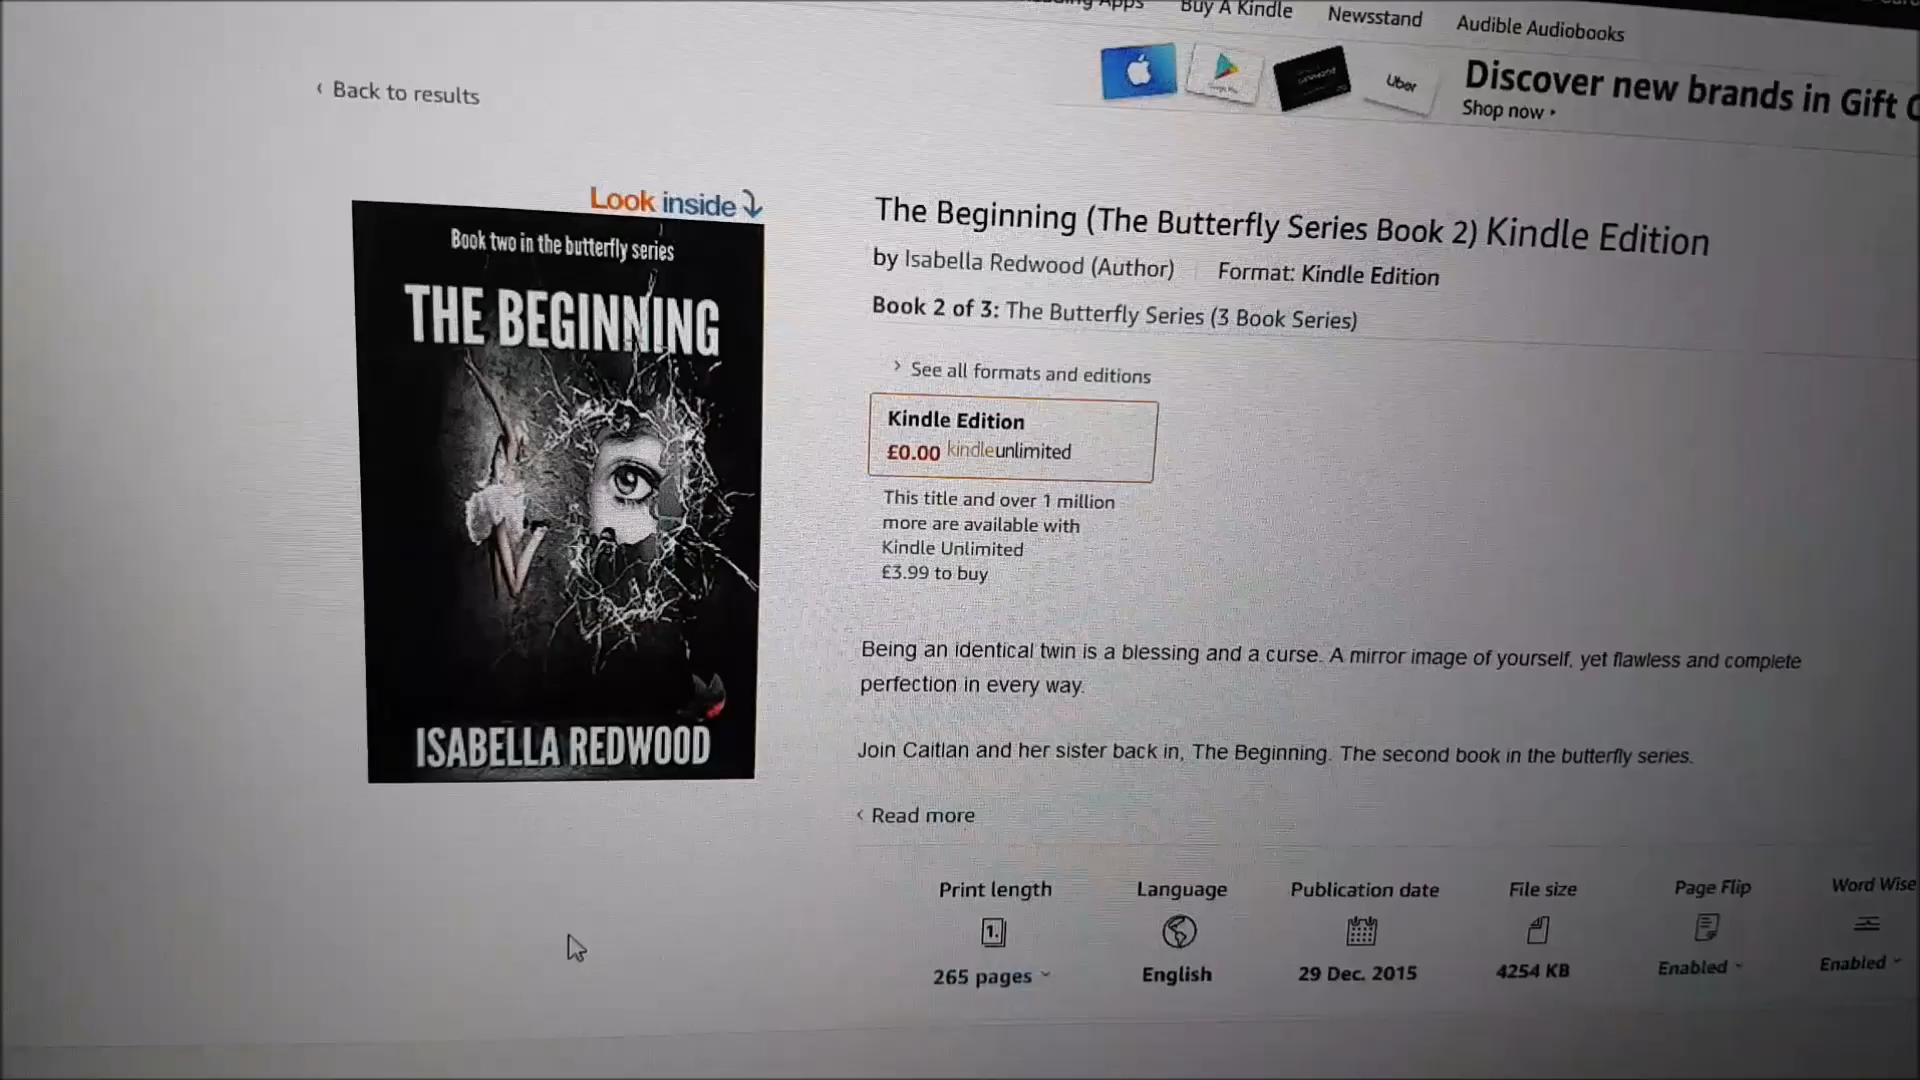 Apps
Buy A Kindle
Newsstand
Audible Audiobooks
‹ Back to results
Uber
Discover new brands in Gift
Shop now
Look inside
Book two in the butterfly series
THE BEGINNING
ISABELLA REDWOOD
The Beginning (The Butterfly Series Book 2) Kindle Edition
by Isabella Redwood (Author)
Format: Kindle Edition
Book 2 of 3: The Butterfly Series (3 Book Series)
› See all formats and editions
Kindle Edition
£0.00 kindleunlimited
This title and over 1 million
more are available with
Kindle Unlimited
£3.99 to buy
Being an identical twin is a blessing and a curse. A mirror image of yourself, yet flawless and complete
perfection in every way.
Join Caitlan and her sister back in, The Beginning. The second book in the butterfly series.
‹ Read more
Print length
Language
Publication date
File size
Page Flip
Word Wise
1.
265 pages
English
29 Dec. 2015
4254 KB
Enabled
Enabled